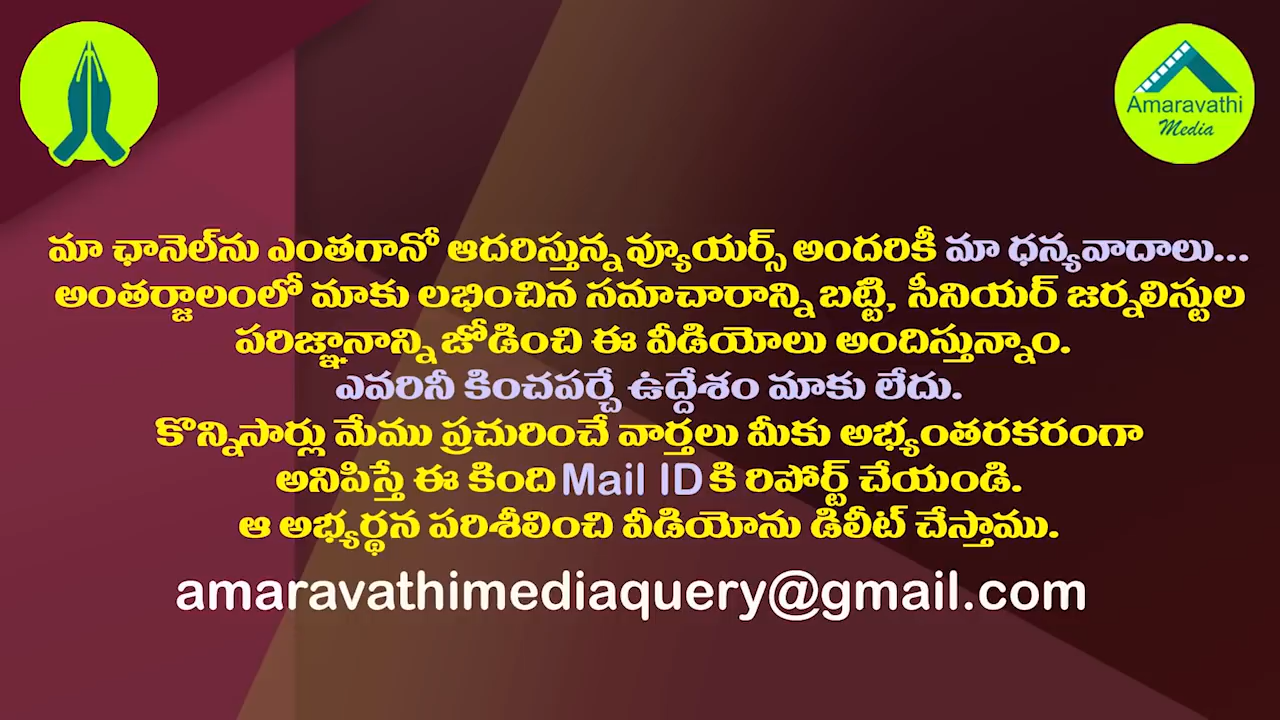 Amaravathi
Media
మా ఛానెల్‌ను ఎంతగానో ఆదరిస్తున్న వ్యూయర్స్ అందరికీ మా ధన్యవాదాలు...
అంతర్జాలంలో మాకు లభించిన సమాచారాన్ని బట్టి, సీనియర్ జర్నలిస్టుల
పరిజ్ఞానాన్ని జోడించి ఈ వీడియోలు అందిస్తున్నాం.
ఎవరినీ కించపర్చే ఉద్దేశం మాకు లేదు.
కొన్నిసార్లు మేము ప్రచురించే వార్తలు మీకు అభ్యంతరకరంగా
అనిపిస్తే ఈ కింది Mail ID కి రిపోర్ట్ చేయండి.
ఆ అభ్యర్థన పరిశీలించి వీడియోను డిలీట్ చేస్తాము.
amaravathimediaquery@gmail.com